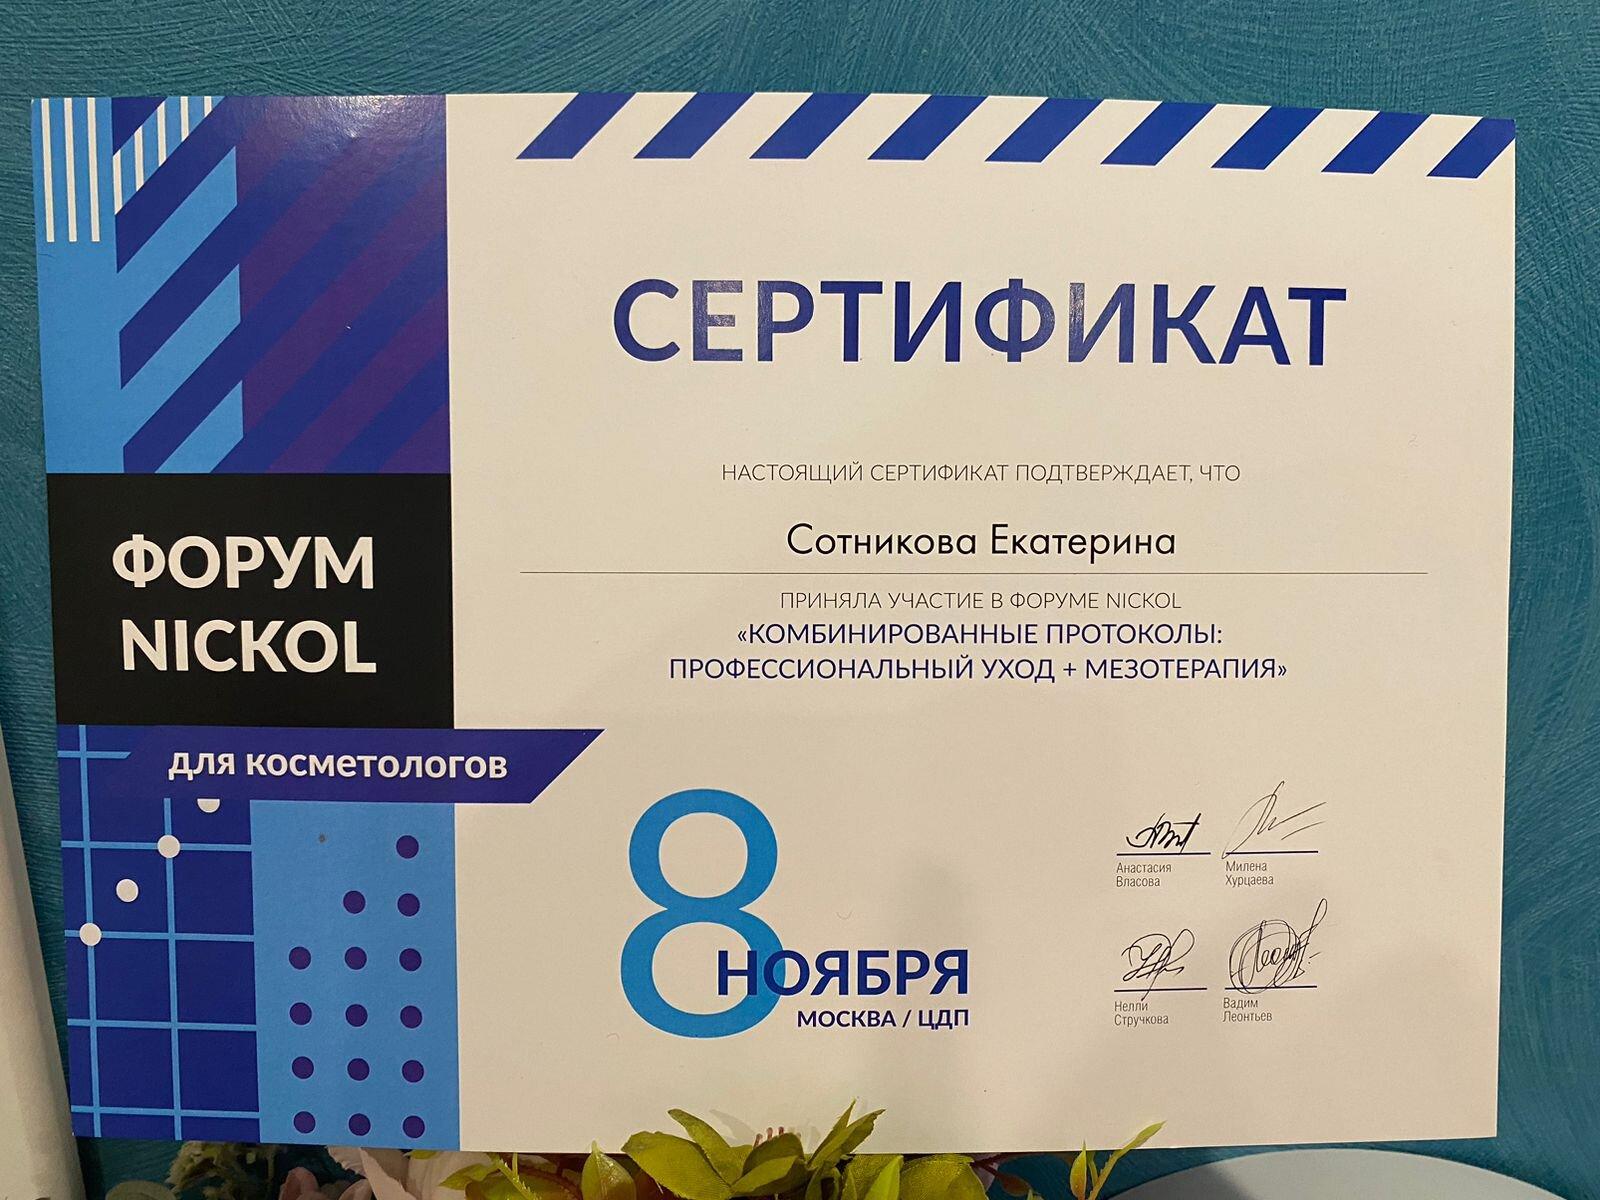 СЕРТИФИКАТ
НАСТОЯЩИЙ СЕРТИФИКАТ ПОДТВЕРЖДАЕТ, ЧТО
Сотникова Екатерина
ПРИНЯЛА УЧАСТИЕ В ФОРУМЕ NICKOL
«КОМБИНИРОВАННЫЕ ПРОТОКОЛЫ:
ПРОФЕССИОНАЛЬНЫЙ УХОД + МЕЗОТЕРАПИЯ»
ФОРУМ
NICKOL
для косметологов
8
НОЯБРЯ
МОСКВА / ЦДП
Анастасия
Власова
Милена
Хурцаева
Нелли
Стручкова
Вадим
Леонтьев